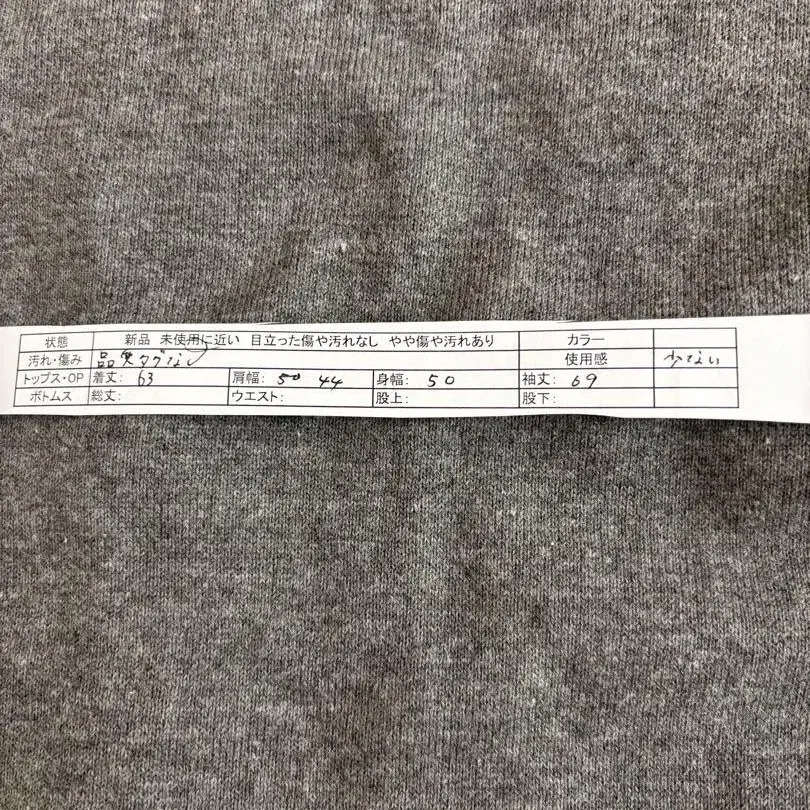 状態 新品 未使用に近い 目立った傷や汚れなし やや傷や汚れあり カラー
汚れ・傷み 品質タグなし 使用感 少ない
トップス・OP 着丈: 63 肩幅: 50 44 身幅: 50 袖丈: 69
ボトムス 総丈: ウエスト: 股上: 股下: